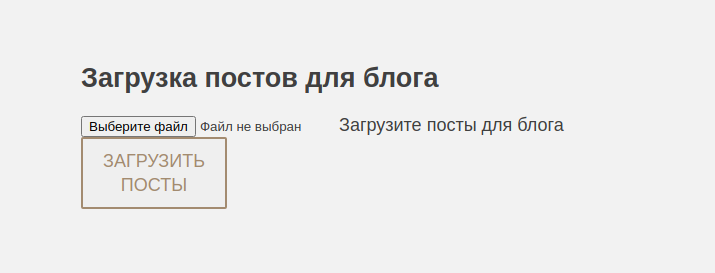 Загрузка постов для блога
Выберите файл Файл не выбран Загрузите посты для блога
ЗАГРУЗИТЬ
ПОСТЫ